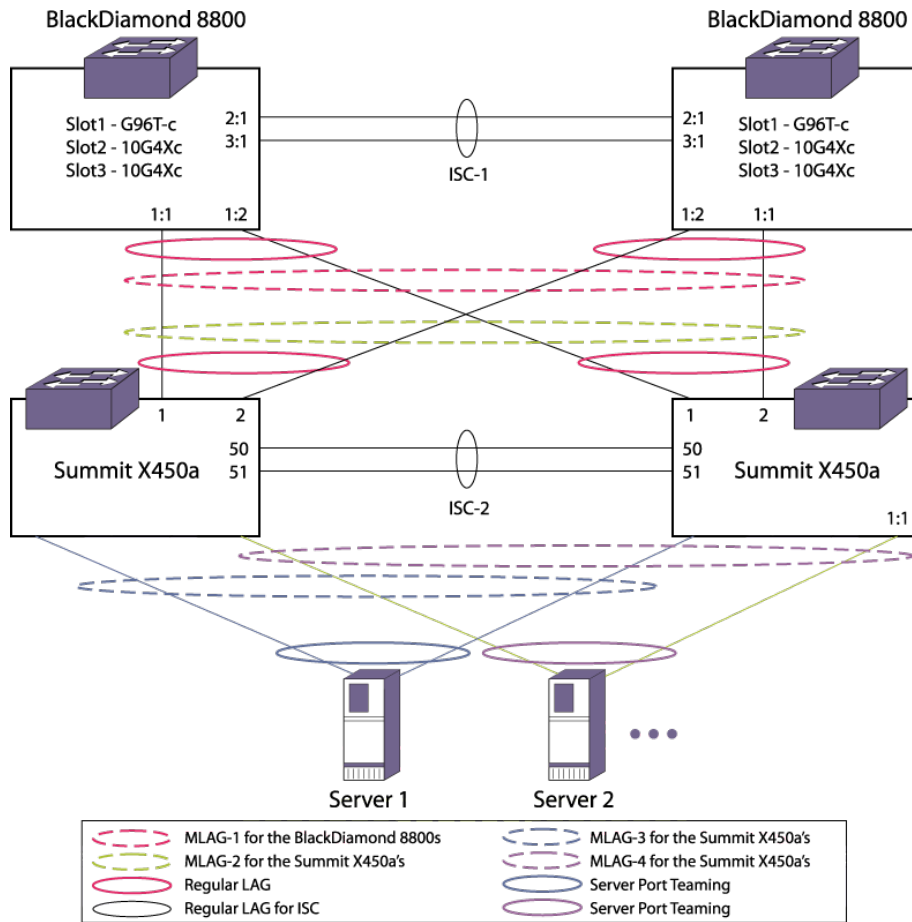 BlackDiamond 8800
BlackDiamond 8800
Slot1 - G96T-c
Slot2 - 10G4Xc
Slot3 - 10G4Xc
2:1
3:1
1:1
1:2
ISC-1
2:1
3:1
Slot1 - G96T-c
Slot2 - 10G4Xc
Slot3 - 10G4Xc
1:2
1:1
1
2
50
51
Summit X450a
ISC-2
1
2
50
51
Summit X450a
1:1
Server 1
Server 2
MLAG-1 for the BlackDiamond 8800s
MLAG-2 for the Summit X450a's
Regular LAG
Regular LAG for ISC
MLAG-3 for the Summit X450a's
MLAG-4 for the Summit X450a's
Server Port Teaming
Server Port Teaming